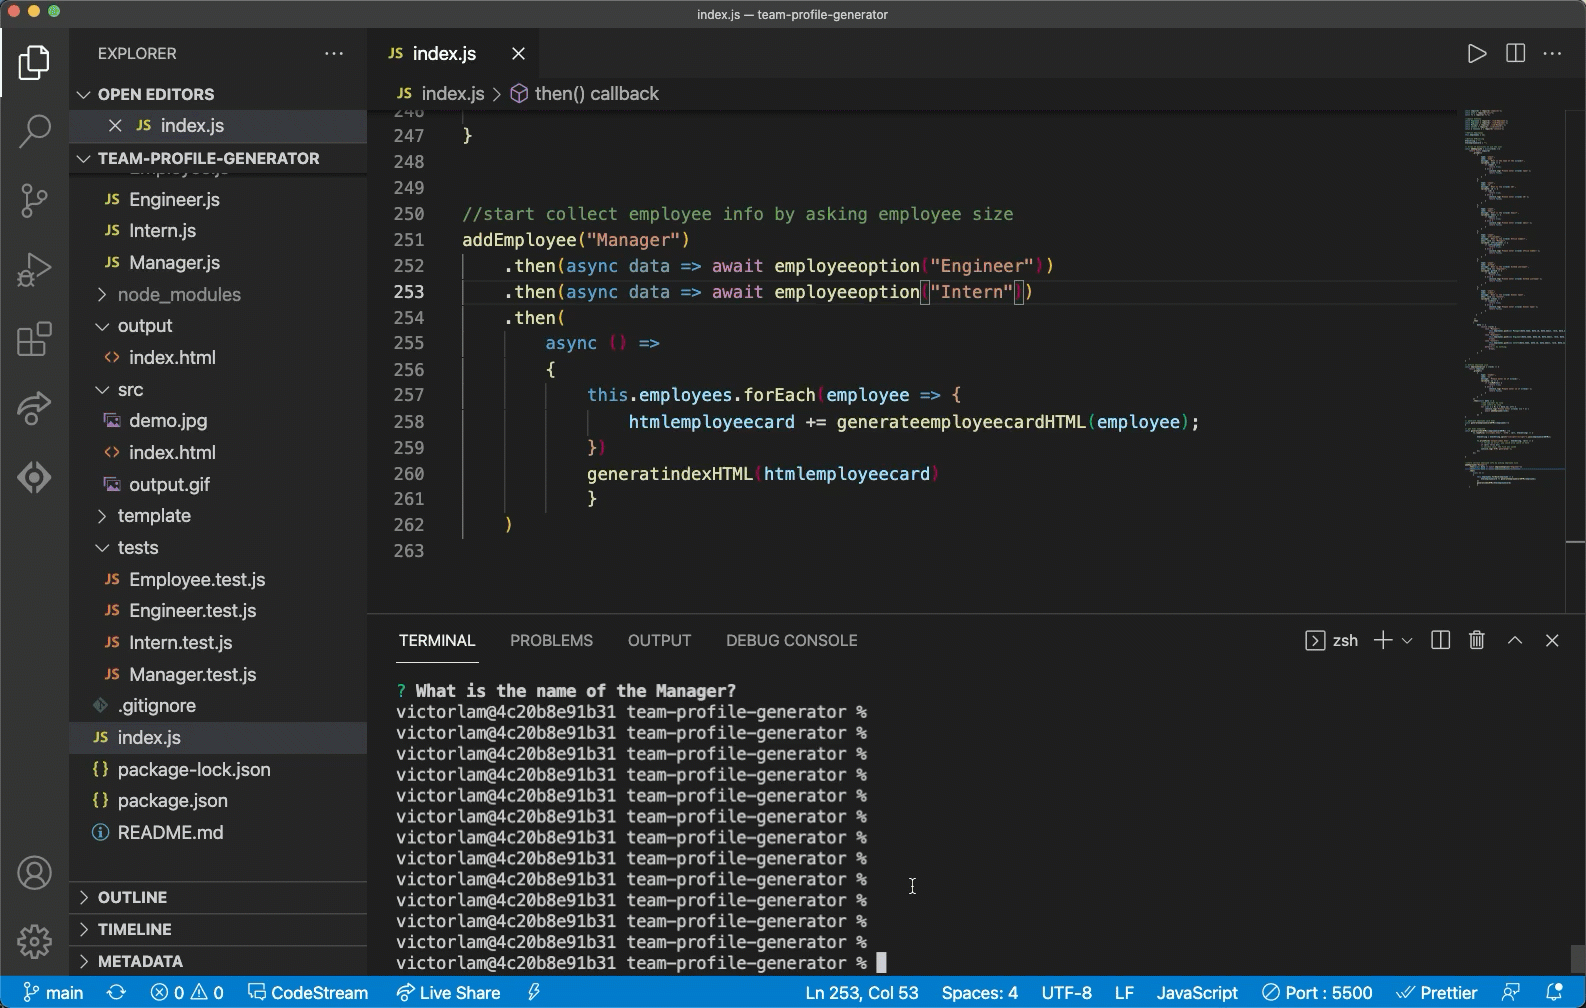 index.js — team-profile-generator
EXPLORER
OPEN EDITORS
JS index.js
TEAM-PROFILE-GENERATOR
Employee.js
JS Engineer.js
JS Intern.js
JS Manager.js
node_modules
output
<> index.html
src
demo.jpg
<> index.html
output.gif
template
tests
JS Employee.test.js
JS Engineer.test.js
JS Intern.test.js
JS Manager.test.js
.gitignore
JS index.js
{} package-lock.json
{} package.json
README.md
OUTLINE
TIMELINE
METADATA
JS index.js
JS index.js > then() callback
246
247 }
248
249
250 //start collect employee info by asking employee size
251 addEmployee("Manager")
252 .then(async data => await employeeoption("Engineer"))
253 .then(async data => await employeeoption("Intern"))
254 .then(
255 async () =>
256 {
257 this.employees.forEach(employee => {
258 htmlemployeecard += generateemployeecardHTML(employee);
259 })
260 generatindexHTML(htmlemployeecard)
261 }
262 )
263
TERMINAL PROBLEMS OUTPUT DEBUG CONSOLE zsh
? What is the name of the Manager?
victorlam@4c20b8e91b31 team-profile-generator %
victorlam@4c20b8e91b31 team-profile-generator %
victorlam@4c20b8e91b31 team-profile-generator %
victorlam@4c20b8e91b31 team-profile-generator %
victorlam@4c20b8e91b31 team-profile-generator %
victorlam@4c20b8e91b31 team-profile-generator %
victorlam@4c20b8e91b31 team-profile-generator %
victorlam@4c20b8e91b31 team-profile-generator %
victorlam@4c20b8e91b31 team-profile-generator %
victorlam@4c20b8e91b31 team-profile-generator %
victorlam@4c20b8e91b31 team-profile-generator %
victorlam@4c20b8e91b31 team-profile-generator %
victorlam@4c20b8e91b31 team-profile-generator %
main 0 0 CodeStream Live Share Ln 253, Col 53 Spaces: 4 UTF-8 LF JavaScript Port : 5500 Prettier